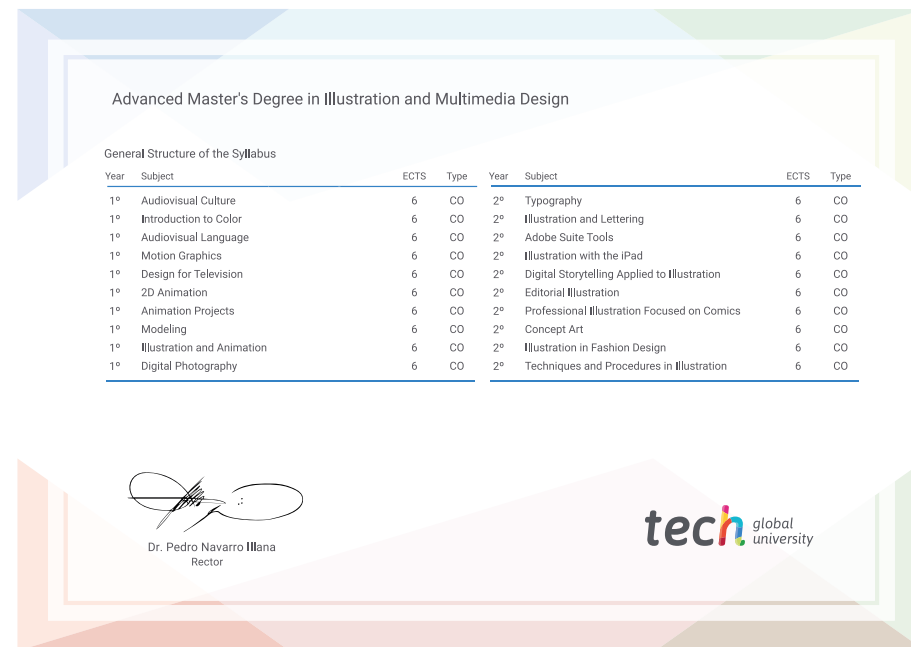 Advanced Master's Degree in Illustration and Multimedia Design
General Structure of the Syllabus
Year Subject ECTS Type Year Subject ECTS Type
1º Audiovisual Culture 6 CO 2º Typography 6 CO
1º Introduction to Color 6 CO 2º Illustration and Lettering 6 CO
1º Audiovisual Language 6 CO 2º Adobe Suite Tools 6 CO
1º Motion Graphics 6 CO 2º Illustration with the iPad 6 CO
1º Design for Television 6 CO 2º Digital Storytelling Applied to Illustration 6 CO
1º 2D Animation 6 CO 2º Editorial Illustration 6 CO
1º Animation Projects 6 CO 2º Professional Illustration Focused on Comics 6 CO
1º Modeling 6 CO 2º Concept Art 6 CO
1º Illustration and Animation 6 CO 2º Illustration in Fashion Design 6 CO
1º Digital Photography 6 CO 2º Techniques and Procedures in Illustration 6 CO
Dr. Pedro Navarro Illana
Rector
tech global university